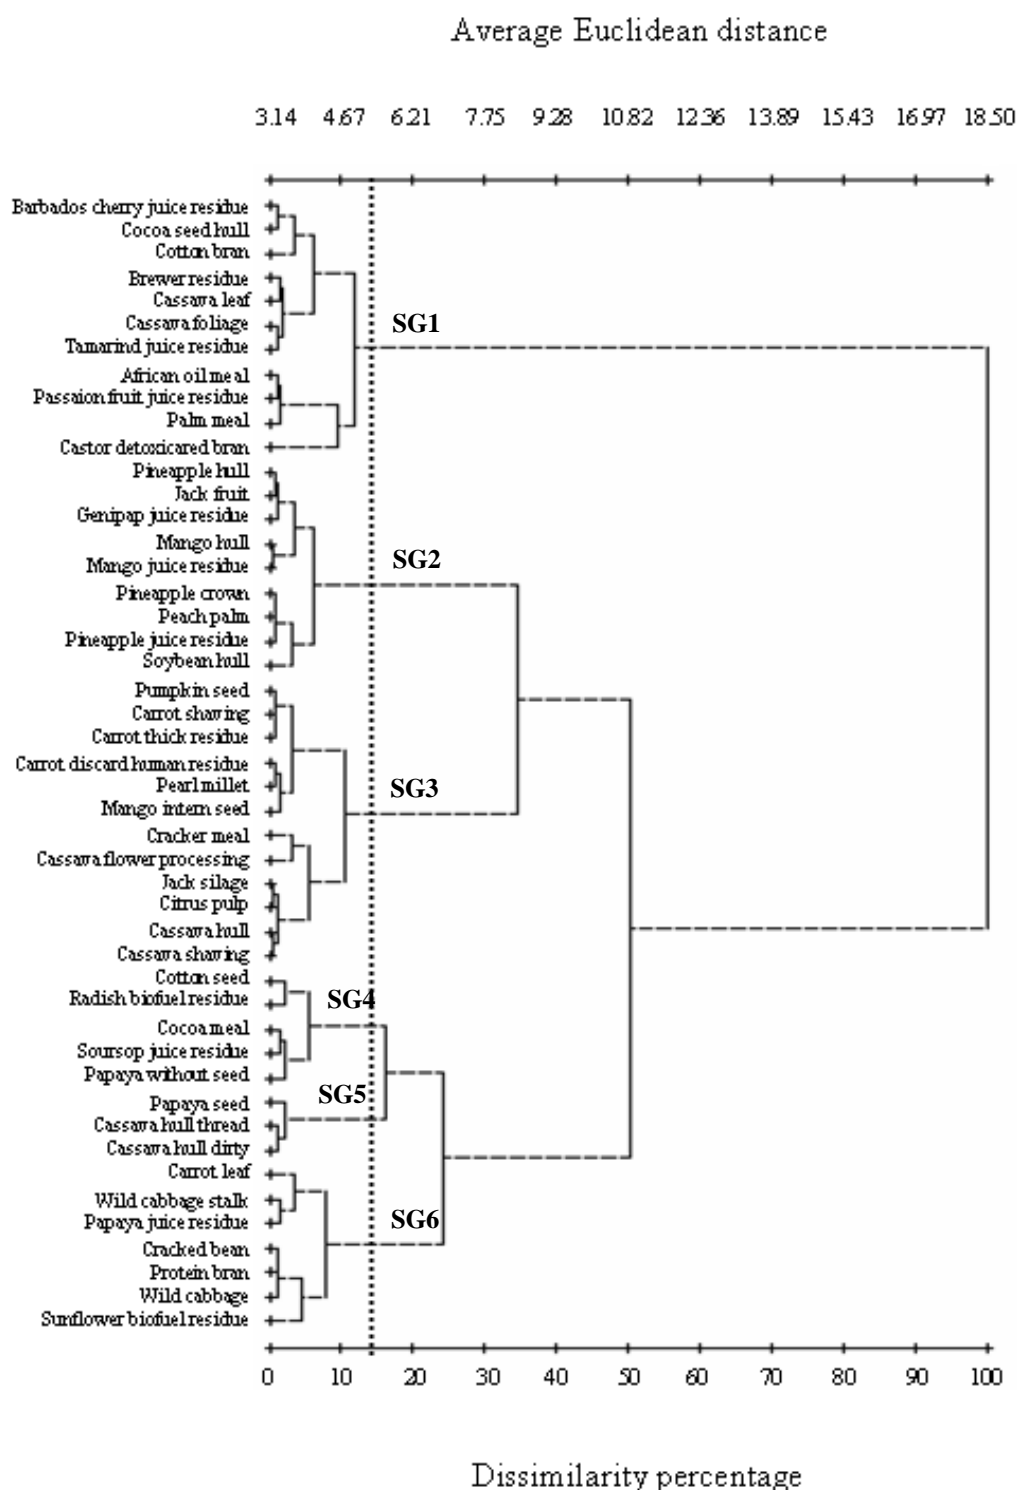 Average Euclidean distance
3.14 4.67 6.21 7.75 9.28 10.82 12.36 13.89 15.43 16.97 18.50
Barbados cherry juice residue
Cocoa seed hull
Cotton bran
Brewer residue
Cassava leaf
Cassava foliage
SG1
Tamarind juice residue
African oil meal
Passaion fruit juice residue
Palm meal
Castor detoxicared bran
Pineapple hull
Jack fruit
Genipap juice residue
Mango hull
SG2
Mango juice residue
Pineapple crown
Peach palm
Pineapple juice residue
Soybean hull
Pumpkin seed
Carrot shaving
Carrot thick residue
Carrot discard human residue
Pearl millet
SG3
Mango intern seed
Cracker meal
Cassava flower processing
Jack silage
Citrus pulp
Cassava hull
Cassava shaving
Cotton seed
Radish biofuel residue
SG4
Cocoa meal
Soursop juice residue
Papaya without seed
SG5
Papaya seed
Cassava hull thread
Cassava hull dirty
Carrot leaf
Wild cabbage stalk
Papaya juice residue
SG6
Cracked bean
Protein bran
Wild cabbage
Sunflower biofuel residue
0 10 20 30 40 50 60 70 80 90 100
Dissimilarity percentage